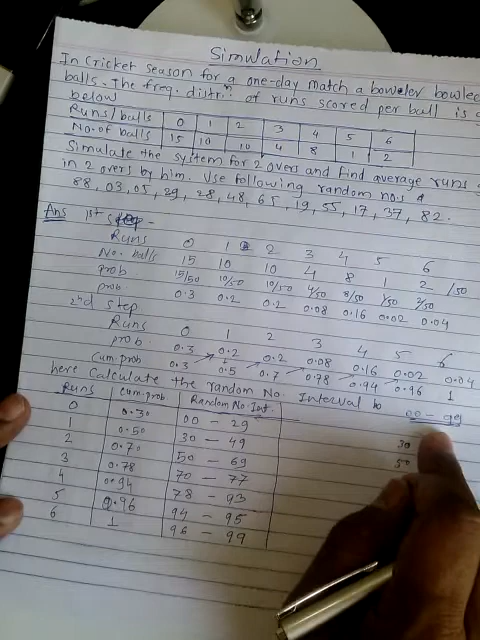 Simulation
In Cricket season for a one-day match a bowler bowled
balls. The freq. distrⁿ of runs scored per ball is
below
Runs/balls 0 1 2 3 4 5 6
No. of balls 15 10 10 4 8 1 2
Simulate the system for 2 overs and find average runs
in 2 overs by him. Use following random no.s
88, 03, 05, 29, 28, 48, 65, 19, 55, 17, 37, 82.
Ans 1st step -
Runs 0 1 2 3 4 5 6
No. balls 15 10 10 4 8 1 2 /50
prob 15/50 10/50 10/50 4/50 8/50 1/50 2/50
prob. 0.3 0.2 0.2 0.08 0.16 0.02 0.04
2nd step
Runs 0 1 2 3 4 5 6
prob. 0.3 0.2 0.2 0.08 0.16 0.02 0.04
Cum.prob 0.3 0.5 0.7 0.78 0.94 0.96 1
here Calculate the random No. Interval 00 - 99
Runs Cum.prob Random No. Int.
0 0.30 00 - 29
1 0.50 30 - 49 30
2 0.70 50 - 69 50
3 0.78 70 - 77
4 0.94 78 - 93
5 0.96 94 - 95
6 1 96 - 99